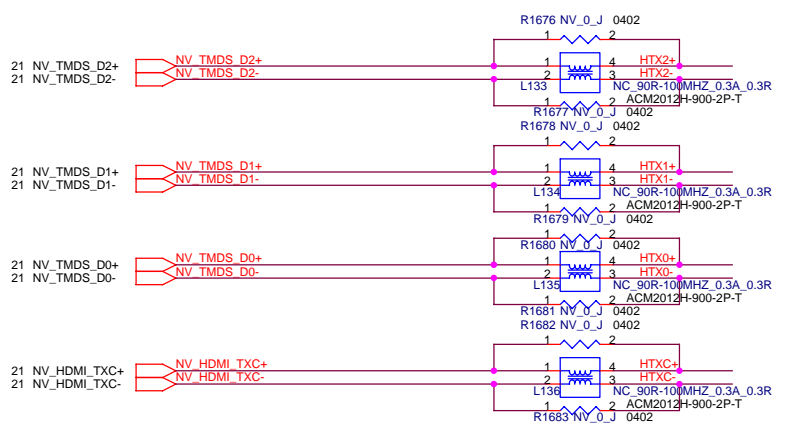 R1676 NV_0_J 0402
1 2
21 NV_TMDS_D2+ NV_TMDS_D2+ 1 4 HTX2+
21 NV_TMDS_D2- NV_TMDS_D2- 2 3 HTX2-
L133 NC_90R-100MHZ_0.3A_0.3R
1 2 ACM2012H-900-2P-T
R1677 NV_0_J 0402
R1678 NV_0_J 0402
1 2
21 NV_TMDS_D1+ NV_TMDS_D1+ 1 4 HTX1+
21 NV_TMDS_D1- NV_TMDS_D1- 2 3 HTX1-
L134 NC_90R-100MHZ_0.3A_0.3R
1 2 ACM2012H-900-2P-T
R1679 NV_0_J 0402
1 2
R1680 NV_0_J 0402
21 NV_TMDS_D0+ NV_TMDS_D0+ 1 4 HTX0+
21 NV_TMDS_D0- NV_TMDS_D0- 2 3 HTX0-
L135 NC_90R-100MHZ_0.3A_0.3R
1 2 ACM2012H-900-2P-T
R1681 NV_0_J 0402
R1682 NV_0_J 0402
1 2
21 NV_HDMI_TXC+ NV_HDMI_TXC+ 1 4 HTXC+
21 NV_HDMI_TXC- NV_HDMI_TXC- 2 3 HTXC-
L136 NC_90R-100MHZ_0.3A_0.3R
1 2 ACM2012H-900-2P-T
R1683 NV_0_J 0402